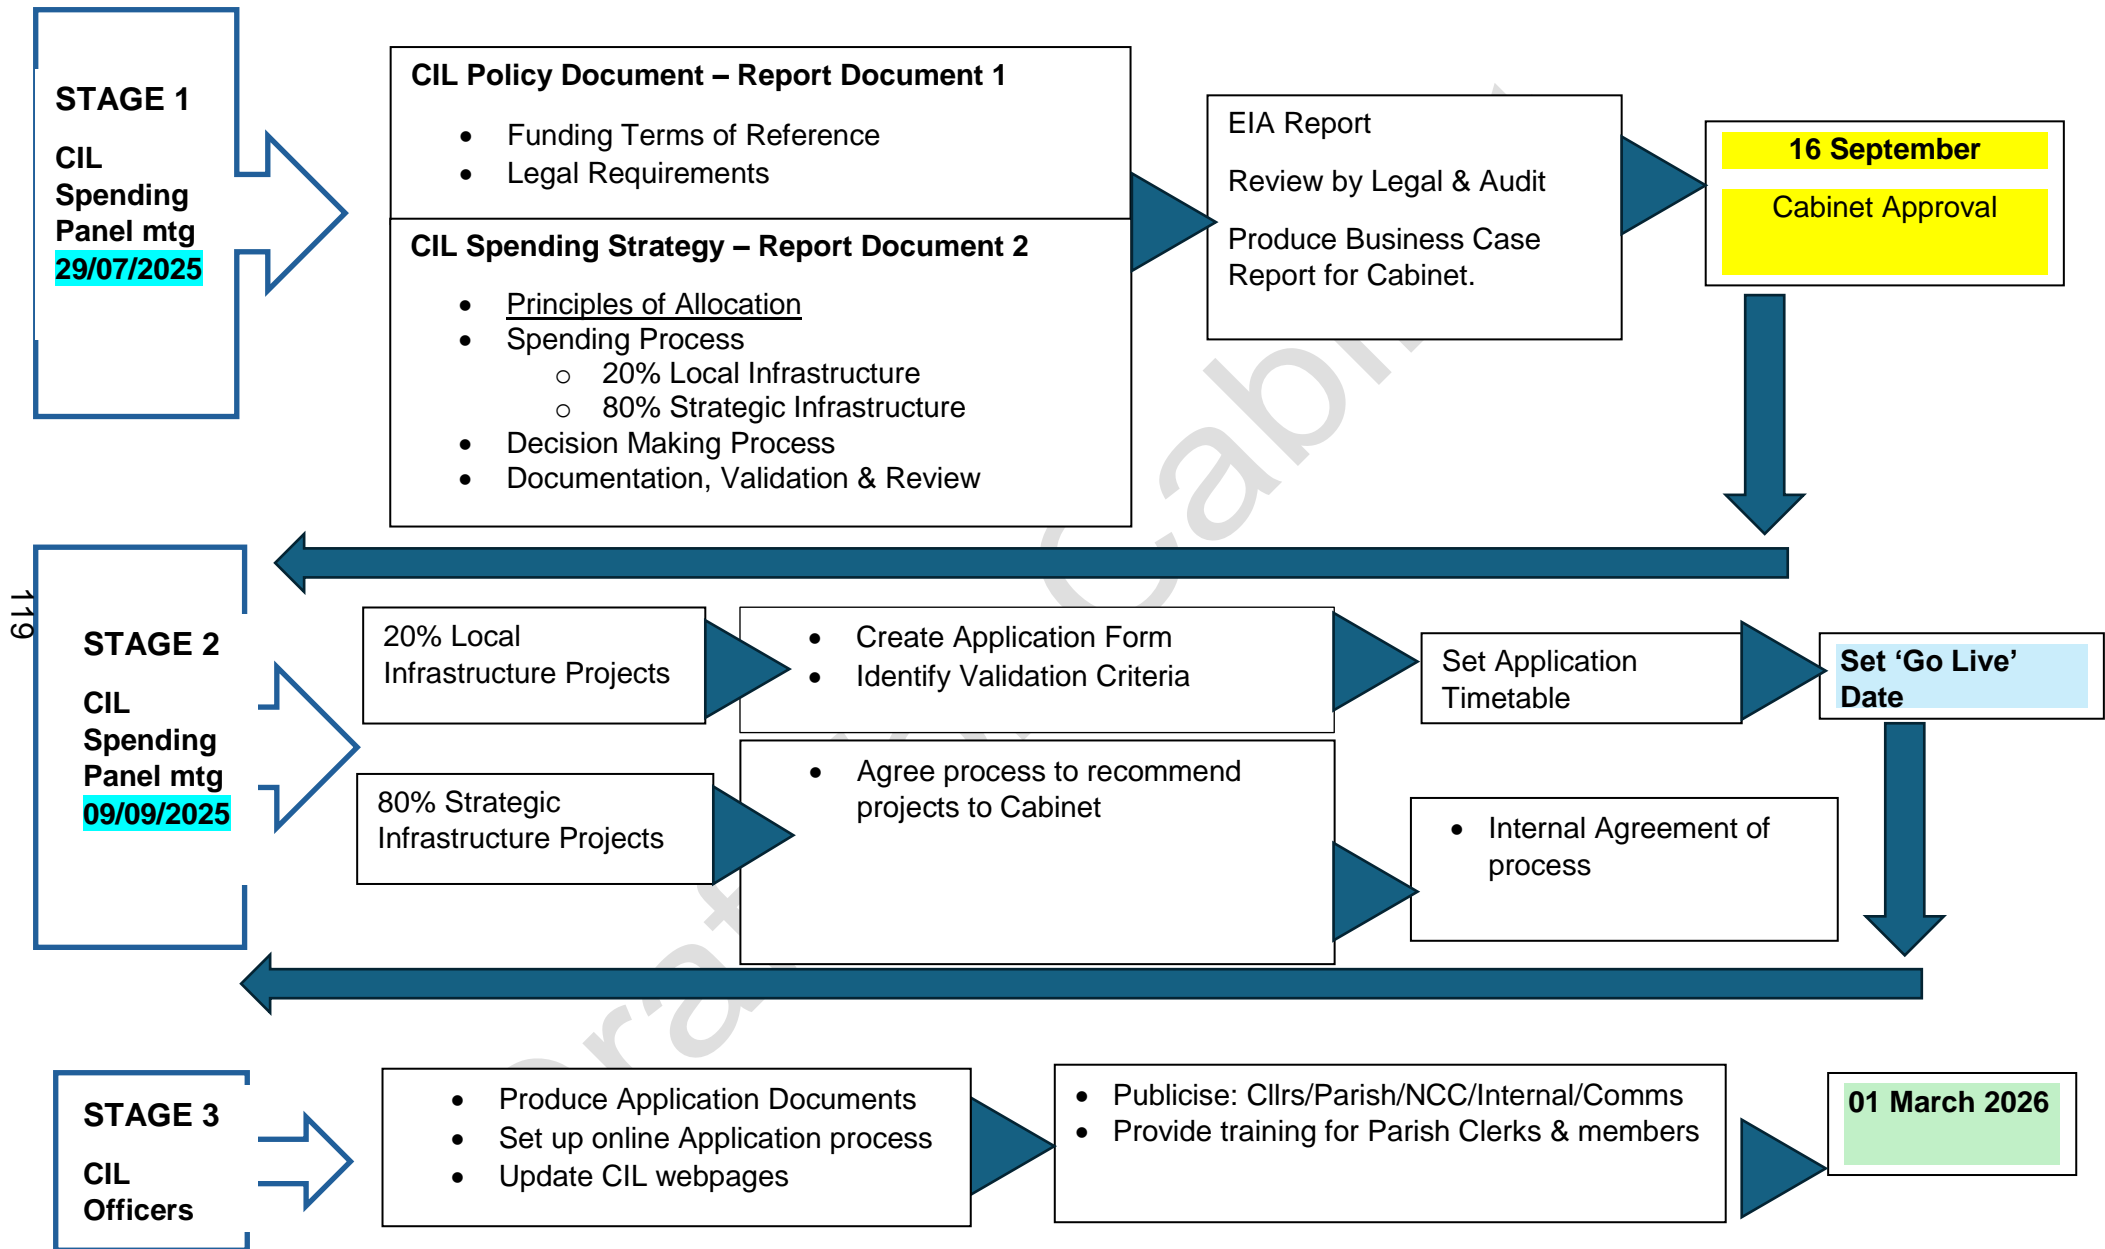 STAGE 1
CIL
Spending
Panel mtg
29/07/2025
CIL Policy Document – Report Document 1
• Funding Terms of Reference
• Legal Requirements
CIL Spending Strategy – Report Document 2
• Principles of Allocation
• Spending Process
o 20% Local Infrastructure
o 80% Strategic Infrastructure
• Decision Making Process
• Documentation, Validation & Review
EIA Report
Review by Legal & Audit
Produce Business Case
Report for Cabinet.
16 September
Cabinet Approval
119
STAGE 2
CIL
Spending
Panel mtg
09/09/2025
20% Local
Infrastructure Projects
• Create Application Form
• Identify Validation Criteria
Set Application
Timetable
Set ‘Go Live’
Date
80% Strategic
Infrastructure Projects
• Agree process to recommend
projects to Cabinet
• Internal Agreement of
process
STAGE 3
CIL
Officers
• Produce Application Documents
• Set up online Application process
• Update CIL webpages
• Publicise: Cllrs/Parish/NCC/Internal/Comms
• Provide training for Parish Clerks & members
01 March 2026